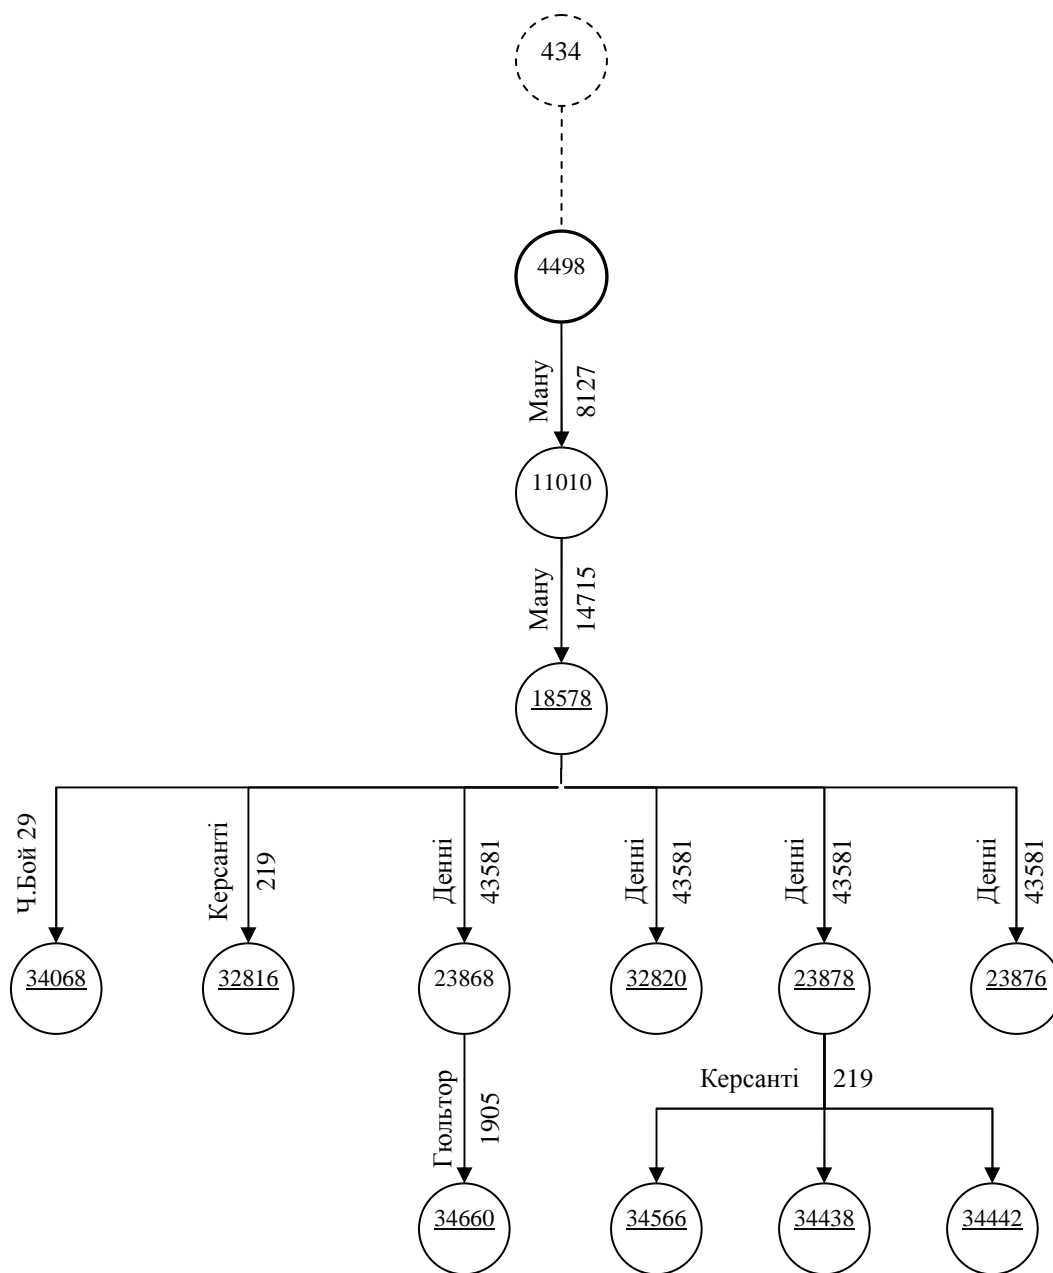 434
4498
Ману
8127
11010
Ману
14715
18578
Ч.Бой 29
Керсанті
219
Денні
43581
Денні
43581
Денні
43581
Денні
43581
34068
32816
23868
32820
23878
23876
Гюльтор
1905
Керсанті 219
34660
34566
34438
34442